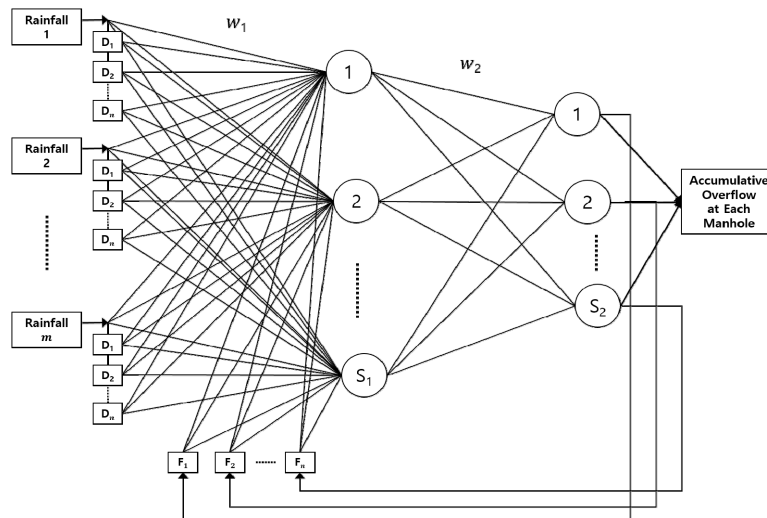 Rainfall
1
D₁
D₂
Dₙ
Rainfall
2
D₁
D₂
Dₙ
Rainfall
m
D₁
D₂
Dₙ
F₁
F₂
Fₙ
w₁
1
2
S₁
w₂
1
2
S₂
Accumulative
Overflow
at Each
Manhole